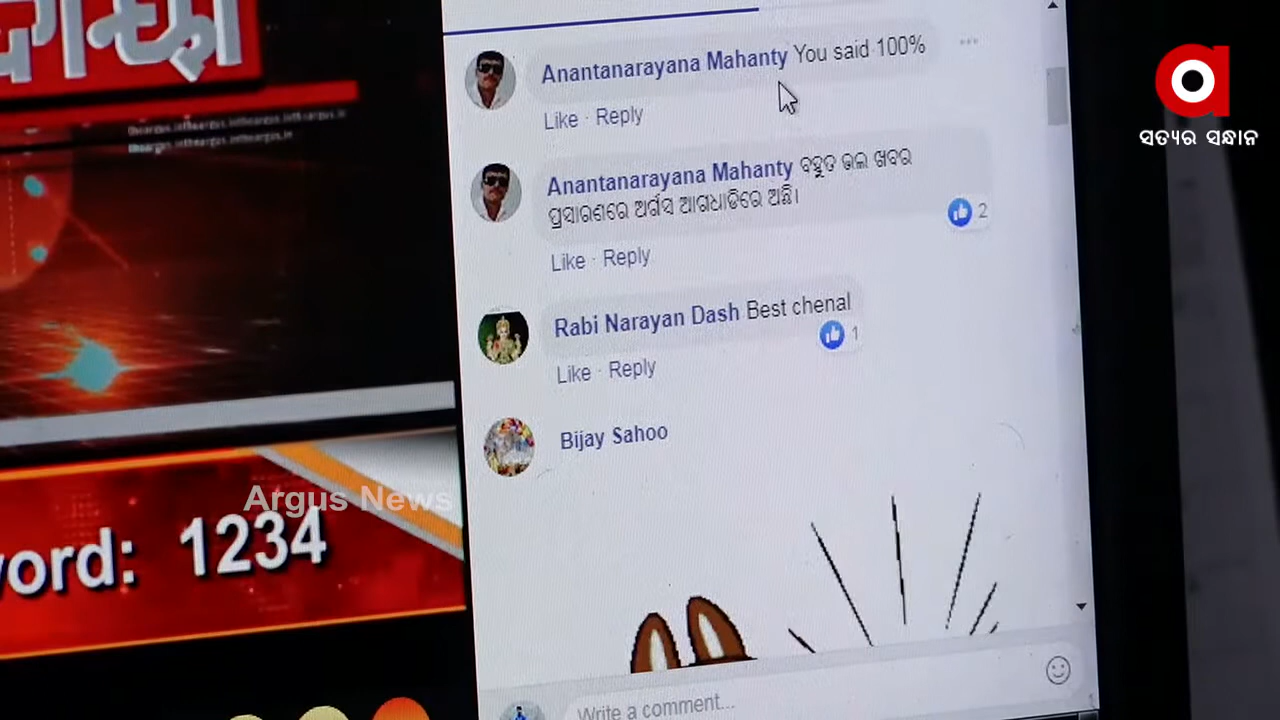 Anantanarayana Mahanty You said 100%
Like · Reply
Anantanarayana Mahanty ବହୁତ ଭଲ ଖବର
ପ୍ରସାରଣରେ ଅର୍ଗସ ଆଗଧାଡିରେ ଅଛି।
2
Like · Reply
Rabi Narayan Dash Best chenal
1
Like · Reply
Bijay Sahoo
Write a comment...
Argus News
word: 1234
ସତ୍ୟର ସନ୍ଧାନ